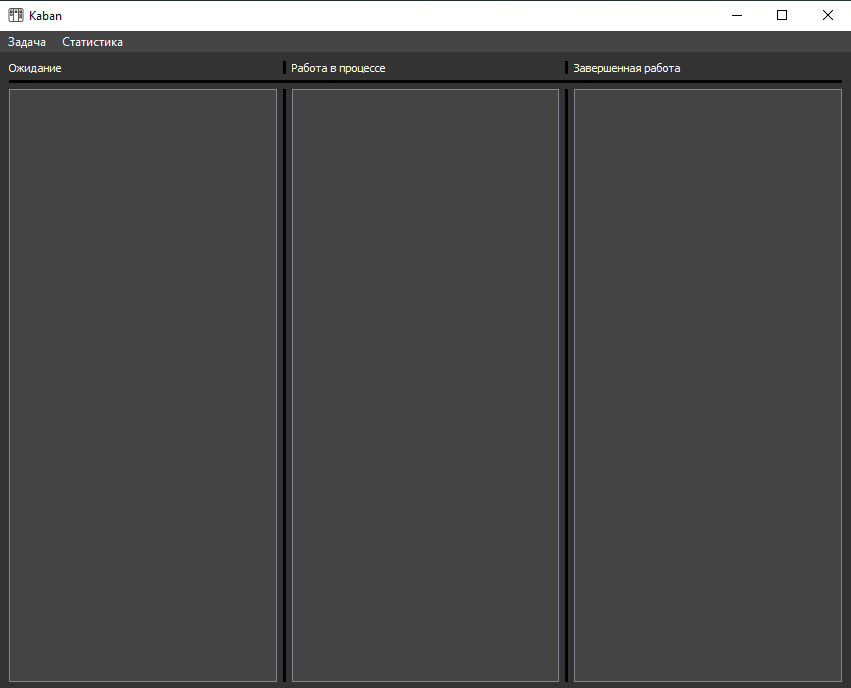 Kaban
Задача Статистика
Ожидание Работа в процессе Завершенная работа